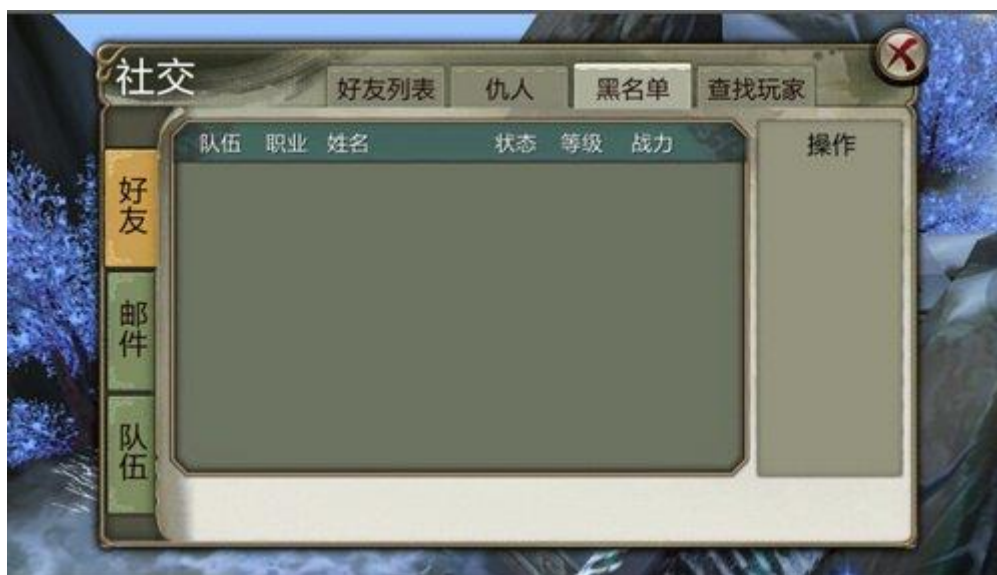 社交
好友列表 仇人 黑名单 查找玩家
队伍 职业 姓名 状态 等级 战力 操作
好友
邮件
队伍